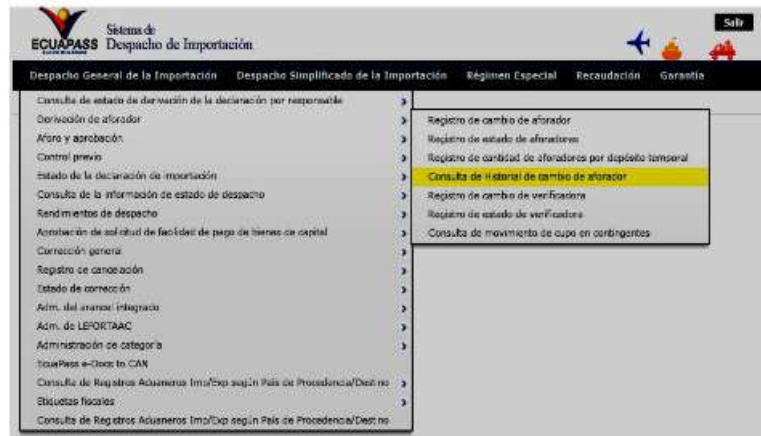 Sistema de
ECUAPASS Despacho de Importación
Salir
Despacho General de la Importación Despacho Simplificado de la Importación Régimen Especial Recaudación Garantía
Consulta de estado de derivación de la declaración por responsable
Derivación de aforador
Aforo y aprobación
Control previo
Estado de la declaración de importación
Consulta de la información de estado de despacho
Rendimientos de despacho
Aprobación de solicitud de facilidad de pago de bienes de capital
Corrección general
Registro de cancelación
Estado de corrección
Adm. del arancel integrado
Adm. de LEFORTAAC
Administración de categoría
EcuaPass e-Docs to CAN
Consulta de Registros Aduaneros Imp/Exp según País de Procedencia/Destino
Etiquetas fiscales
Consulta de Registros Aduaneros Imp/Exp según País de Procedencia/Destino
Registro de cambio de aforador
Registro de estado de aforadores
Registro de cantidad de aforadores por depósito temporal
Consulta de Historial de cambio de aforador
Registro de cambio de verificadora
Registro de estado de verificadora
Consulta de movimiento de cupo en contingentes